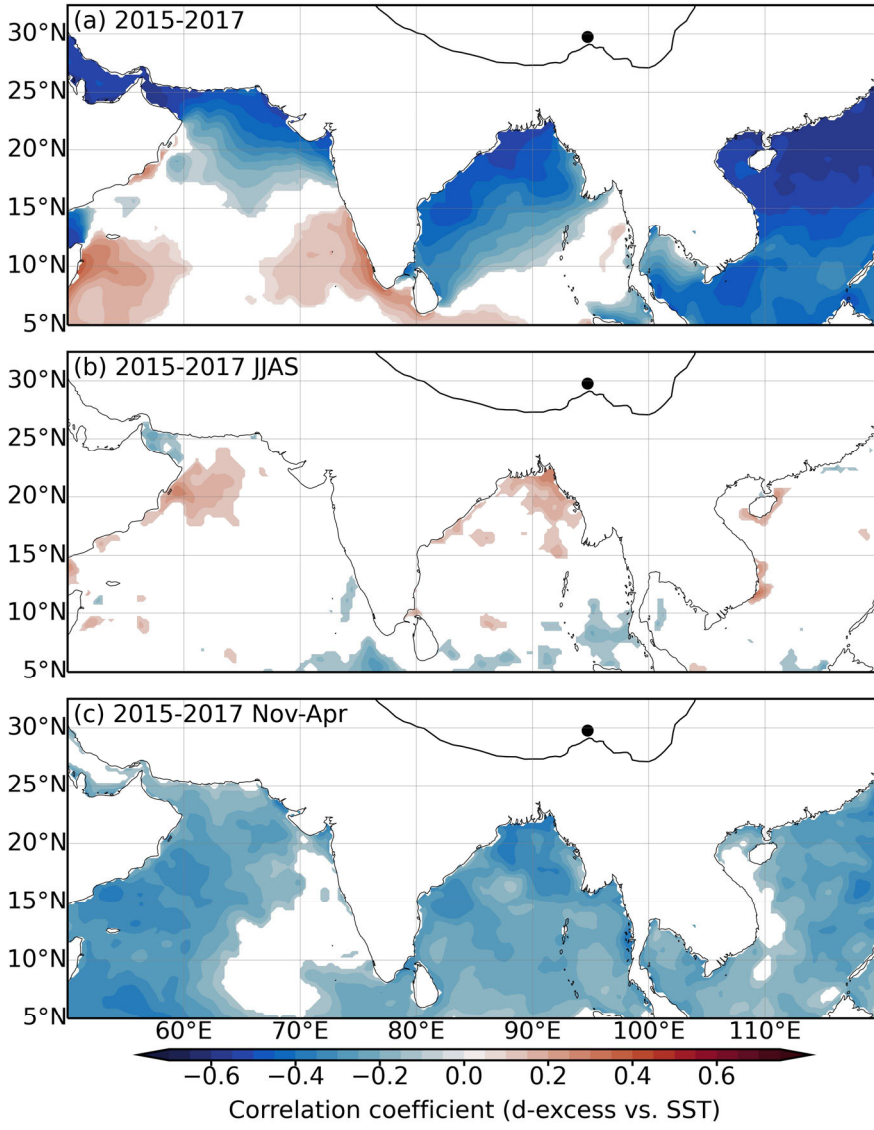 (a) 2015-2017
30°N
25°N
20°N
15°N
10°N
5°N
(b) 2015-2017 JJAS
30°N
25°N
20°N
15°N
10°N
5°N
(c) 2015-2017 Nov-Apr
30°N
25°N
20°N
15°N
10°N
5°N
60°E 70°E 80°E 90°E 100°E 110°E
−0.6 −0.4 −0.2 0.0 0.2 0.4 0.6
Correlation coefficient (d-excess vs. SST)